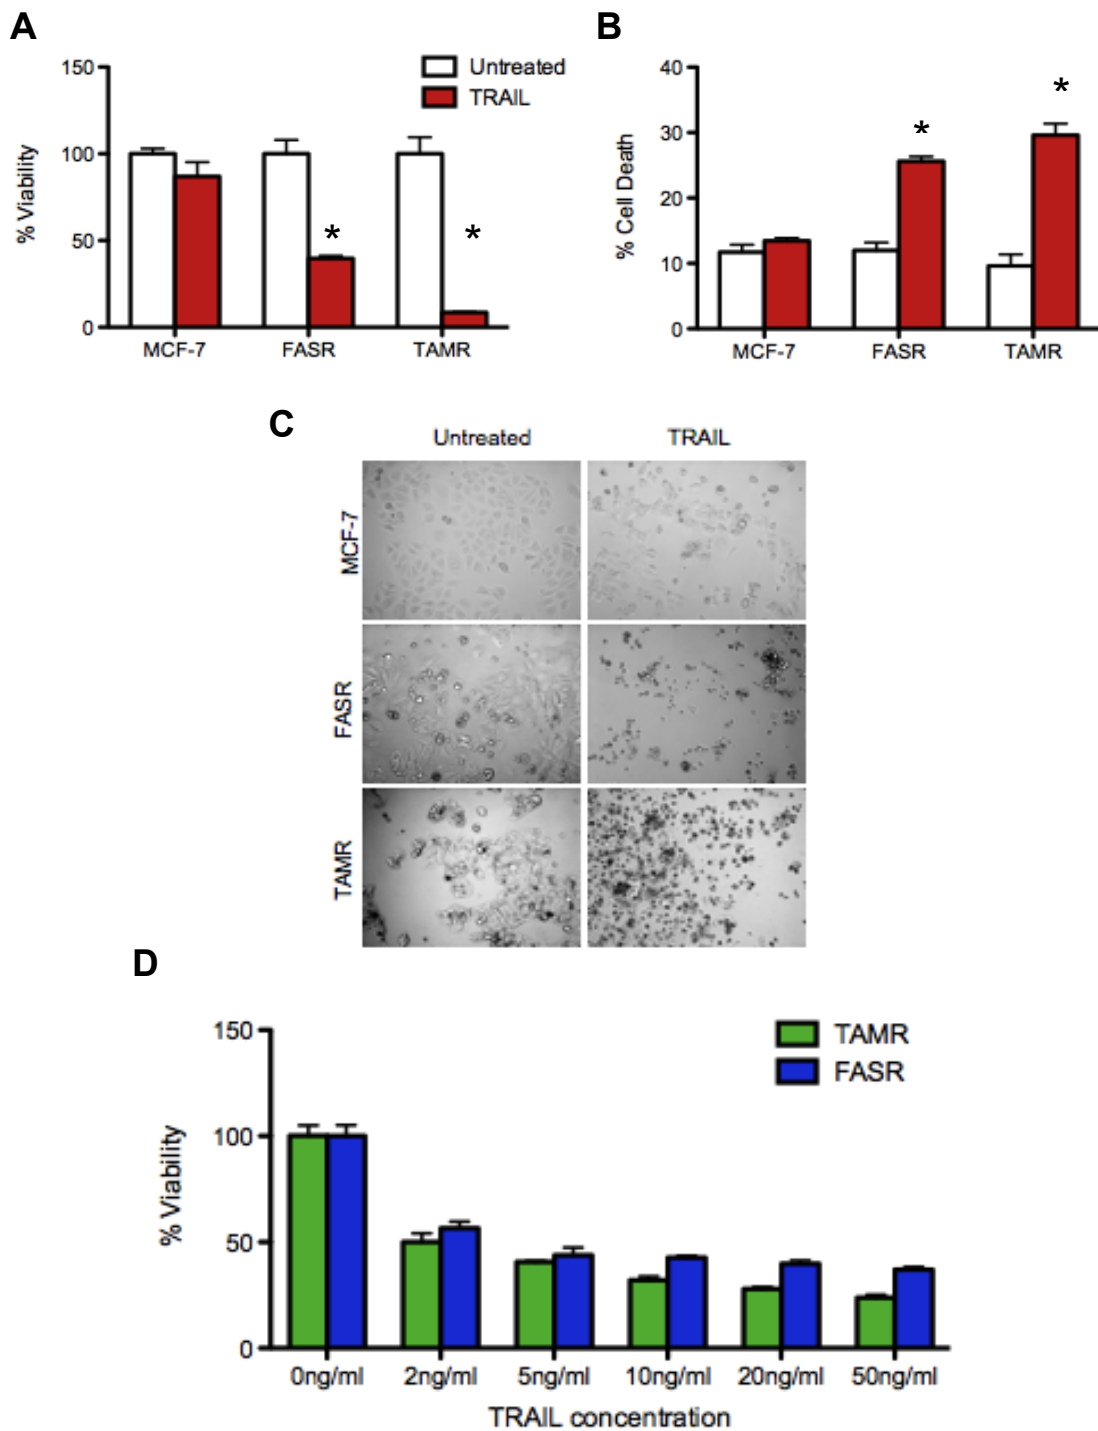 A
150
100
50
0
% Viability
Untreated
TRAIL
*
*
MCF-7 FASR TAMR
B
40
30
20
10
0
% Cell Death
*
*
MCF-7 FASR TAMR
C
Untreated TRAIL
MCF-7
FASR
TAMR
D
150
100
50
0
% Viability
TAMR
FASR
0ng/ml 2ng/ml 5ng/ml 10ng/ml 20ng/ml 50ng/ml
TRAIL concentration